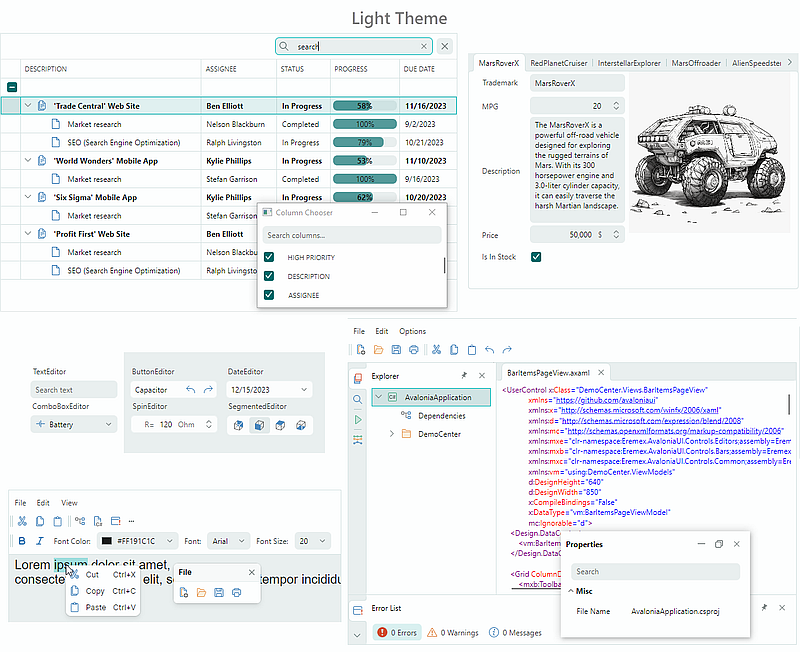 Light Theme
search
DESCRIPTION ASSIGNEE STATUS PROGRESS DUE DATE
'Trade Central' Web Site Ben Elliott In Progress 58% 11/16/2023
Market research Nelson Blackburn Completed 100% 9/2/2023
SEO (Search Engine Optimization) Ralph Livingston In Progress 79% 10/21/2023
'World Wonders' Mobile App Kylie Phillips In Progress 53% 11/10/2023
Market research Stefan Garrison Completed 100% 9/16/2023
'Six Sigma' Mobile App Kylie Phillips In Progress 62% 10/20/2023
Market research Stefan Garrison
'Profit First' Web Site Ben Elliott
Market research Nelson Blackbu
SEO (Search Engine Optimization) Ralph Livingsto
Column Chooser
Search columns...
HIGH PRIORITY
DESCRIPTION
ASSIGNEE
MarsRoverX RedPlanetCruiser InterstellarExplorer MarsOffroader AlienSpeedster
Trademark MarsRoverX
MPG 20
Description
The MarsRoverX is a
powerful off-road vehicle
designed for exploring
the rugged terrains of
Mars. With its 300
horsepower engine and
3.0-liter cylinder capacity,
it can easily traverse the
harsh Martian landscape.
Price 50,000 $
Is In Stock
TextEditor ButtonEditor DateEditor
Search text Capacitor 12/15/2023
ComboBoxEditor SpinEditor SegmentedEditor
Battery R= 120 Ohm
File Edit View
B I Font Color: #FF191C1C Font: Arial Font Size: 20
Lorem ipsum dolor sit amet,
consecte elit, s tempor incididu
Cut Ctrl+X
Copy Ctrl+C
Paste Ctrl+V
File
File Edit Options
Explorer
AvaloniaApplication
Dependencies
DemoCenter
BarItemsPageView.axaml
<UserControl x:Class="DemoCenter.Views.BarItemsPageView"
xmlns="https://github.com/avaloniaui"
xmlns:x="http://schemas.microsoft.com/winfx/2006/xaml"
xmlns:d="http://schemas.microsoft.com/expression/blend/2008"
xmlns:mc="http://schemas.openxmlformats.org/markup-compatibility/2006"
xmlns:mxe="clr-namespace:Eremex.AvaloniaUI.Controls.Editors;assembly=Erem
xmlns:mxb="clr-namespace:Eremex.AvaloniaUI.Controls.Bars;assembly=Eremex
xmlns:mxc="clr-namespace:Eremex.AvaloniaUI.Controls.Common;assembly=Ere
xmlns:vm="using:DemoCenter.ViewModels"
d:DesignHeight="640"
d:DesignWidth="850"
x:CompileBindings="False"
x:DataType="vm:BarItemsPageViewModel"
mc:Ignorable="d">
<Design.DataC
<vm:BarItem
</Design.DataC
<Grid ColumnD
<mxb:Toolba
Properties
Search
Misc
File Name AvaloniaApplication.csproj
Error List
0 Errors 0 Warnings 0 Messages